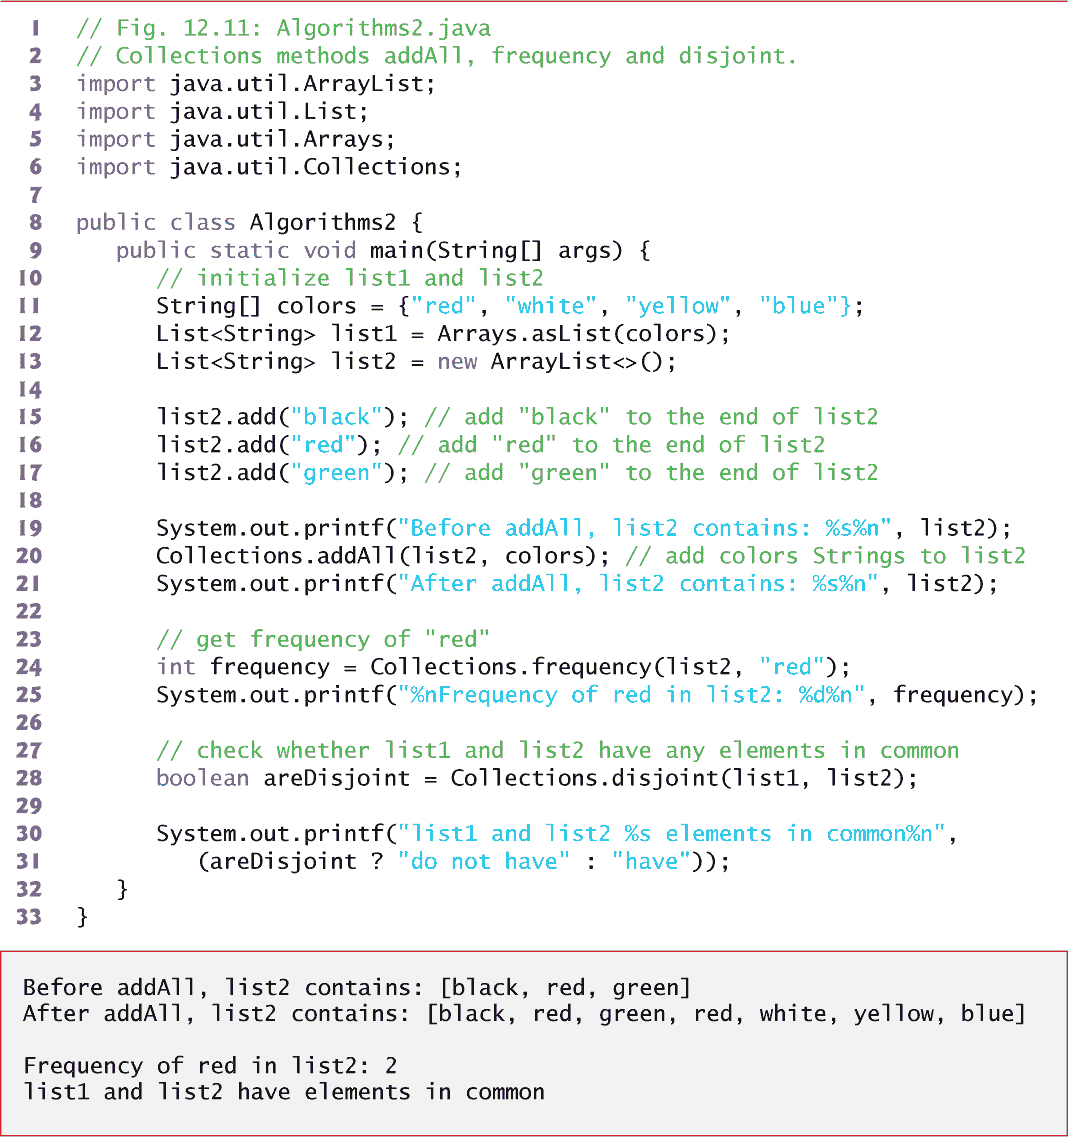 1 // Fig. 12.11: Algorithms2.java
2 // Collections methods addAll, frequency and disjoint.
3 import java.util.ArrayList;
4 import java.util.List;
5 import java.util.Arrays;
6 import java.util.Collections;
7
8 public class Algorithms2 {
9    public static void main(String[] args) {
10       // initialize list1 and list2
11       String[] colors = {"red", "white", "yellow", "blue"};
12       List<String> list1 = Arrays.asList(colors);
13       List<String> list2 = new ArrayList<>();
14
15       list2.add("black"); // add "black" to the end of list2
16       list2.add("red"); // add "red" to the end of list2
17       list2.add("green"); // add "green" to the end of list2
18
19       System.out.printf("Before addAll, list2 contains: %s%n", list2);
20       Collections.addAll(list2, colors); // add colors Strings to list2
21       System.out.printf("After addAll, list2 contains: %s%n", list2);
22
23       // get frequency of "red"
24       int frequency = Collections.frequency(list2, "red");
25       System.out.printf("%nFrequency of red in list2: %d%n", frequency);
26
27       // check whether list1 and list2 have any elements in common
28       boolean areDisjoint = Collections.disjoint(list1, list2);
29
30       System.out.printf("list1 and list2 %s elements in common%n",
31          (areDisjoint ? "do not have" : "have"));
32    }
33 }
Before addAll, list2 contains: [black, red, green]
After addAll, list2 contains: [black, red, green, red, white, yellow, blue]
Frequency of red in list2: 2
list1 and list2 have elements in common